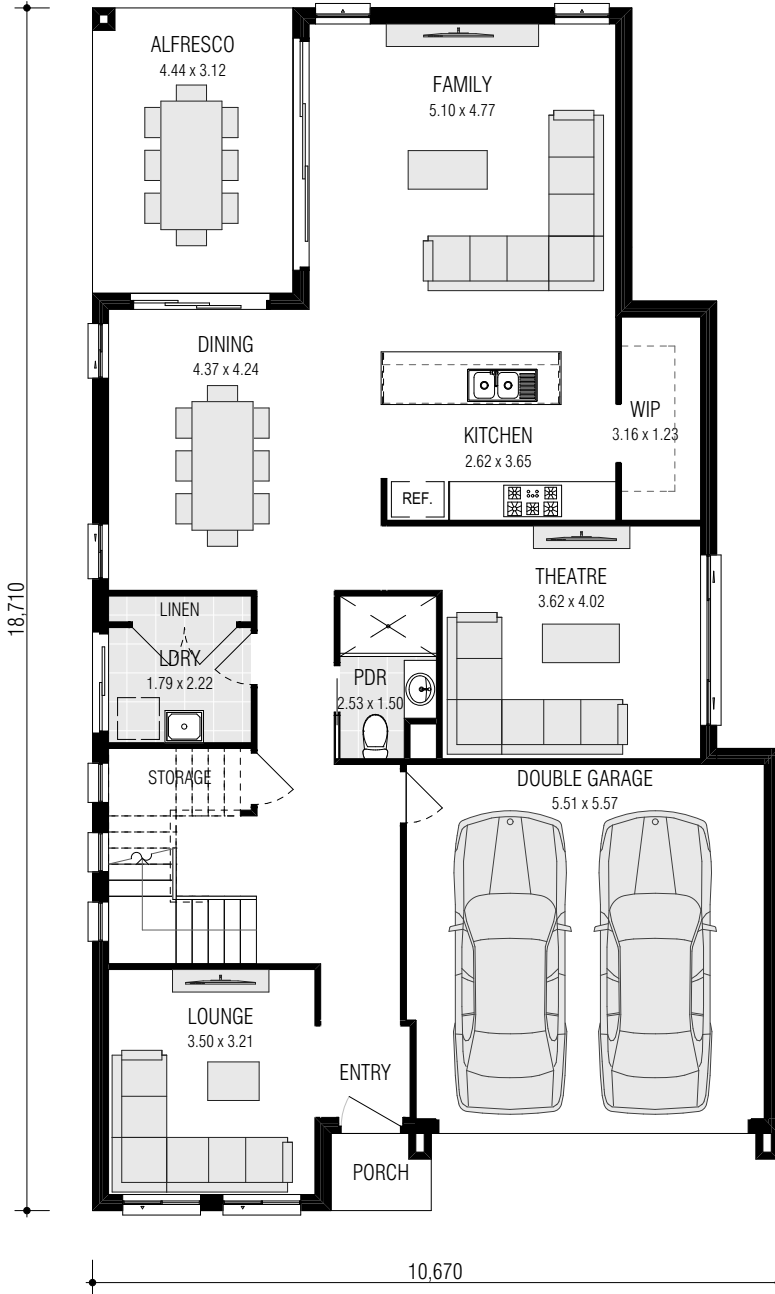 ALFRESCO
4.44 x 3.12
FAMILY
5.10 x 4.77
DINING
4.37 x 4.24
WIP
3.16 x 1.23
KITCHEN
2.62 x 3.65
REF.
THEATRE
3.62 x 4.02
LINEN
LDRY
1.79 x 2.22
PDR
2.53 x 1.50
STORAGE
DOUBLE GARAGE
5.51 x 5.57
LOUNGE
3.50 x 3.21
ENTRY
PORCH
18,710
10,670